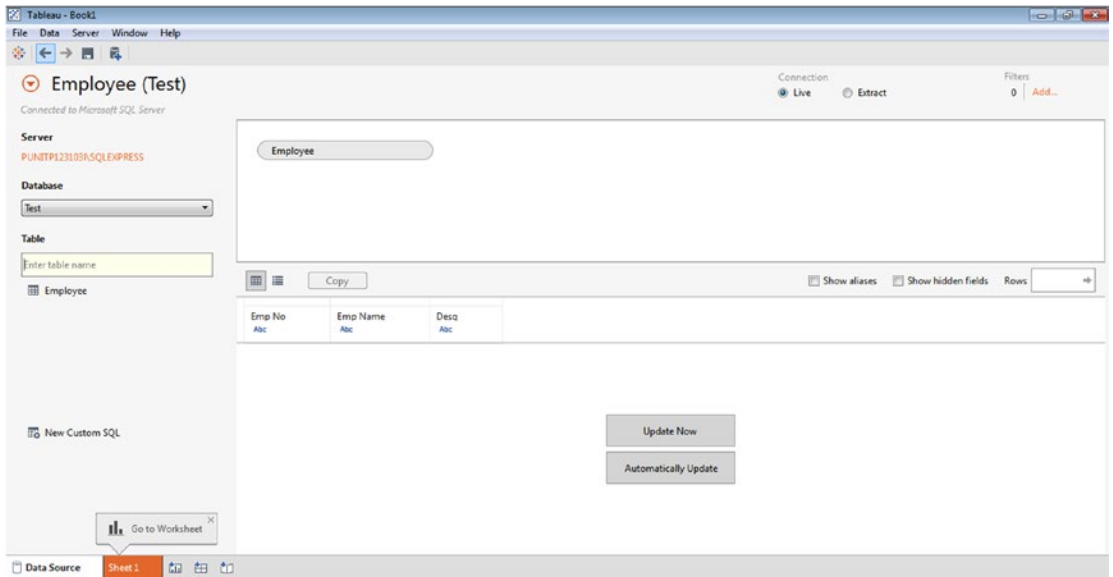 Tableau - Book1
File Data Server Window Help
Employee (Test)
Connected to Microsoft SQL Server
Connection
Live Extract
Filters
0 Add...
Server
PUNITP123103\SQLEXPRESS
Database
Test
Table
Enter table name
Employee
New Custom SQL
Employee
Copy
Show aliases Show hidden fields Rows
Emp No Emp Name Desg
Abc Abc Abc
Update Now
Automatically Update
Go to Worksheet
Data Source Sheet 1